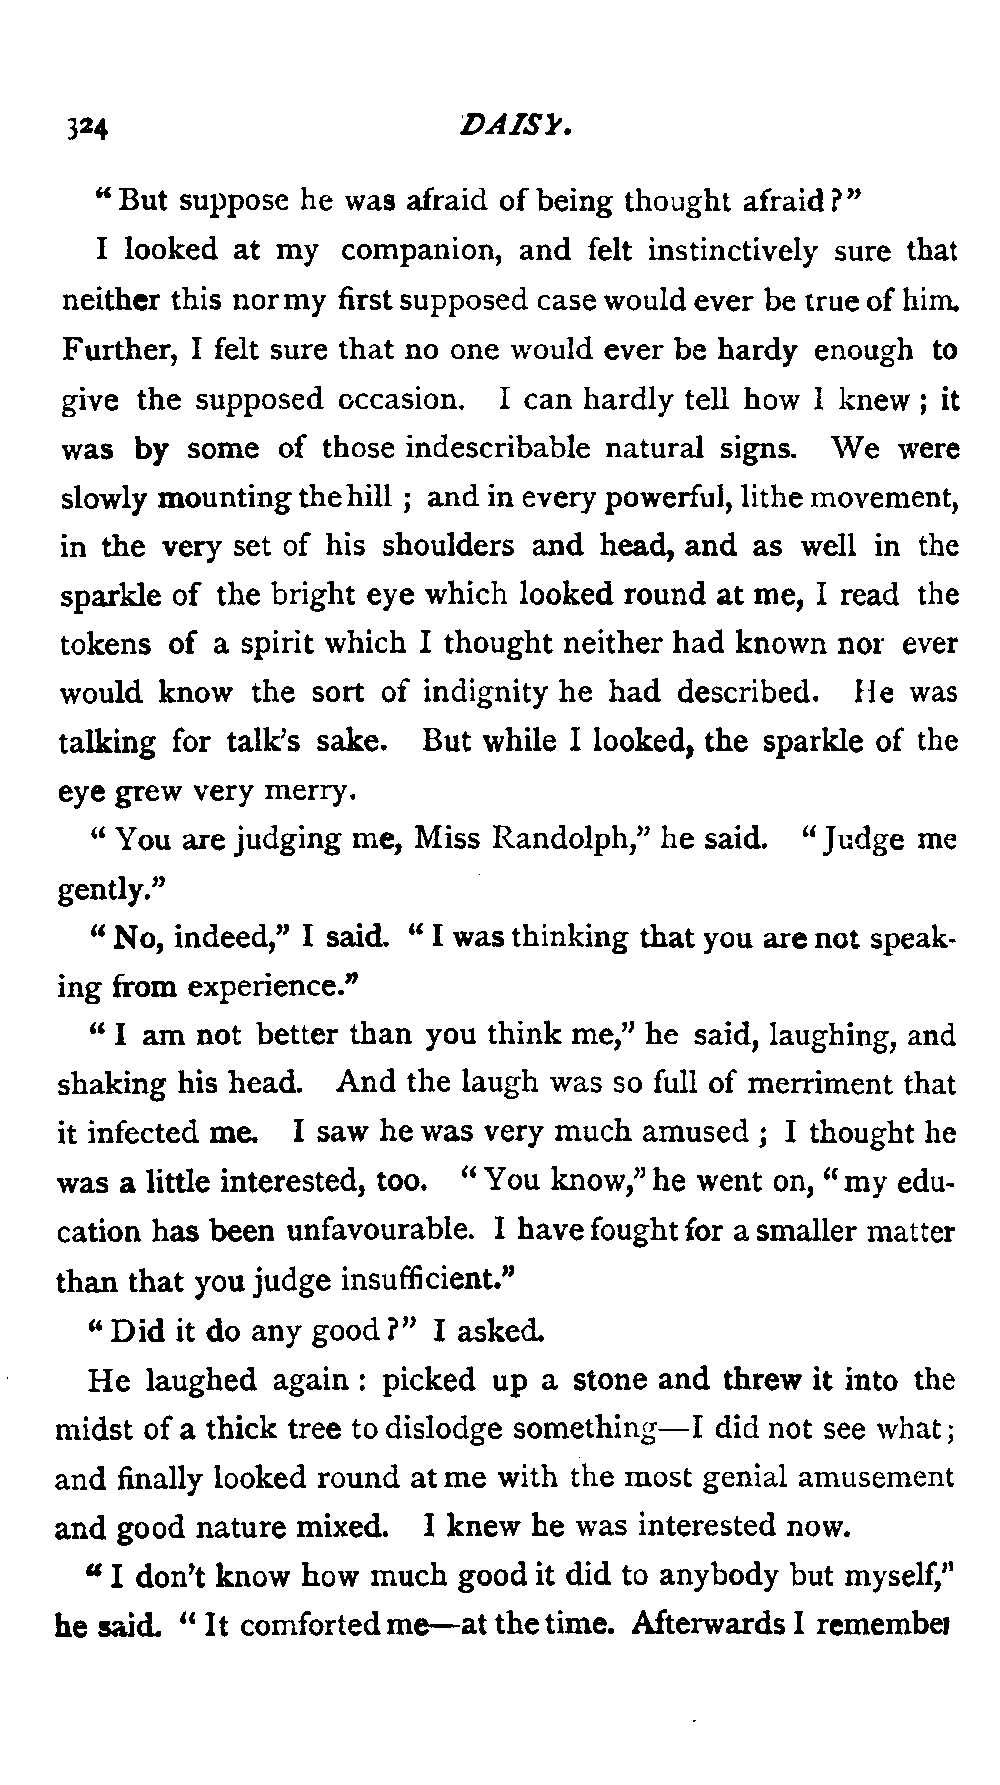 324 DAISY.
“But suppose he was afraid of being thought afraid?”
I looked at my companion, and felt instinctively sure that
neither this nor my first supposed case would ever be true of him.
Further, I felt sure that no one would ever be hardy enough to
give the supposed occasion. I can hardly tell how I knew; it
was by some of those indescribable natural signs. We were
slowly mounting the hill; and in every powerful, lithe movement,
in the very set of his shoulders and head, and as well in the
sparkle of the bright eye which looked round at me, I read the
tokens of a spirit which I thought neither had known nor ever
would know the sort of indignity he had described. He was
talking for talk’s sake. But while I looked, the sparkle of the
eye grew very merry.
“You are judging me, Miss Randolph,” he said. “Judge me
gently.”
“No, indeed,” I said. “I was thinking that you are not speak-
ing from experience.”
“I am not better than you think me,” he said, laughing, and
shaking his head. And the laugh was so full of merriment that
it infected me. I saw he was very much amused; I thought he
was a little interested, too. “You know,” he went on, “my edu-
cation has been unfavourable. I have fought for a smaller matter
than that you judge insufficient.”
“Did it do any good?” I asked.
He laughed again: picked up a stone and threw it into the
midst of a thick tree to dislodge something—I did not see what;
and finally looked round at me with the most genial amusement
and good nature mixed. I knew he was interested now.
“I don’t know how much good it did to anybody but myself,”
he said. “It comforted me—at the time. Afterwards I remember